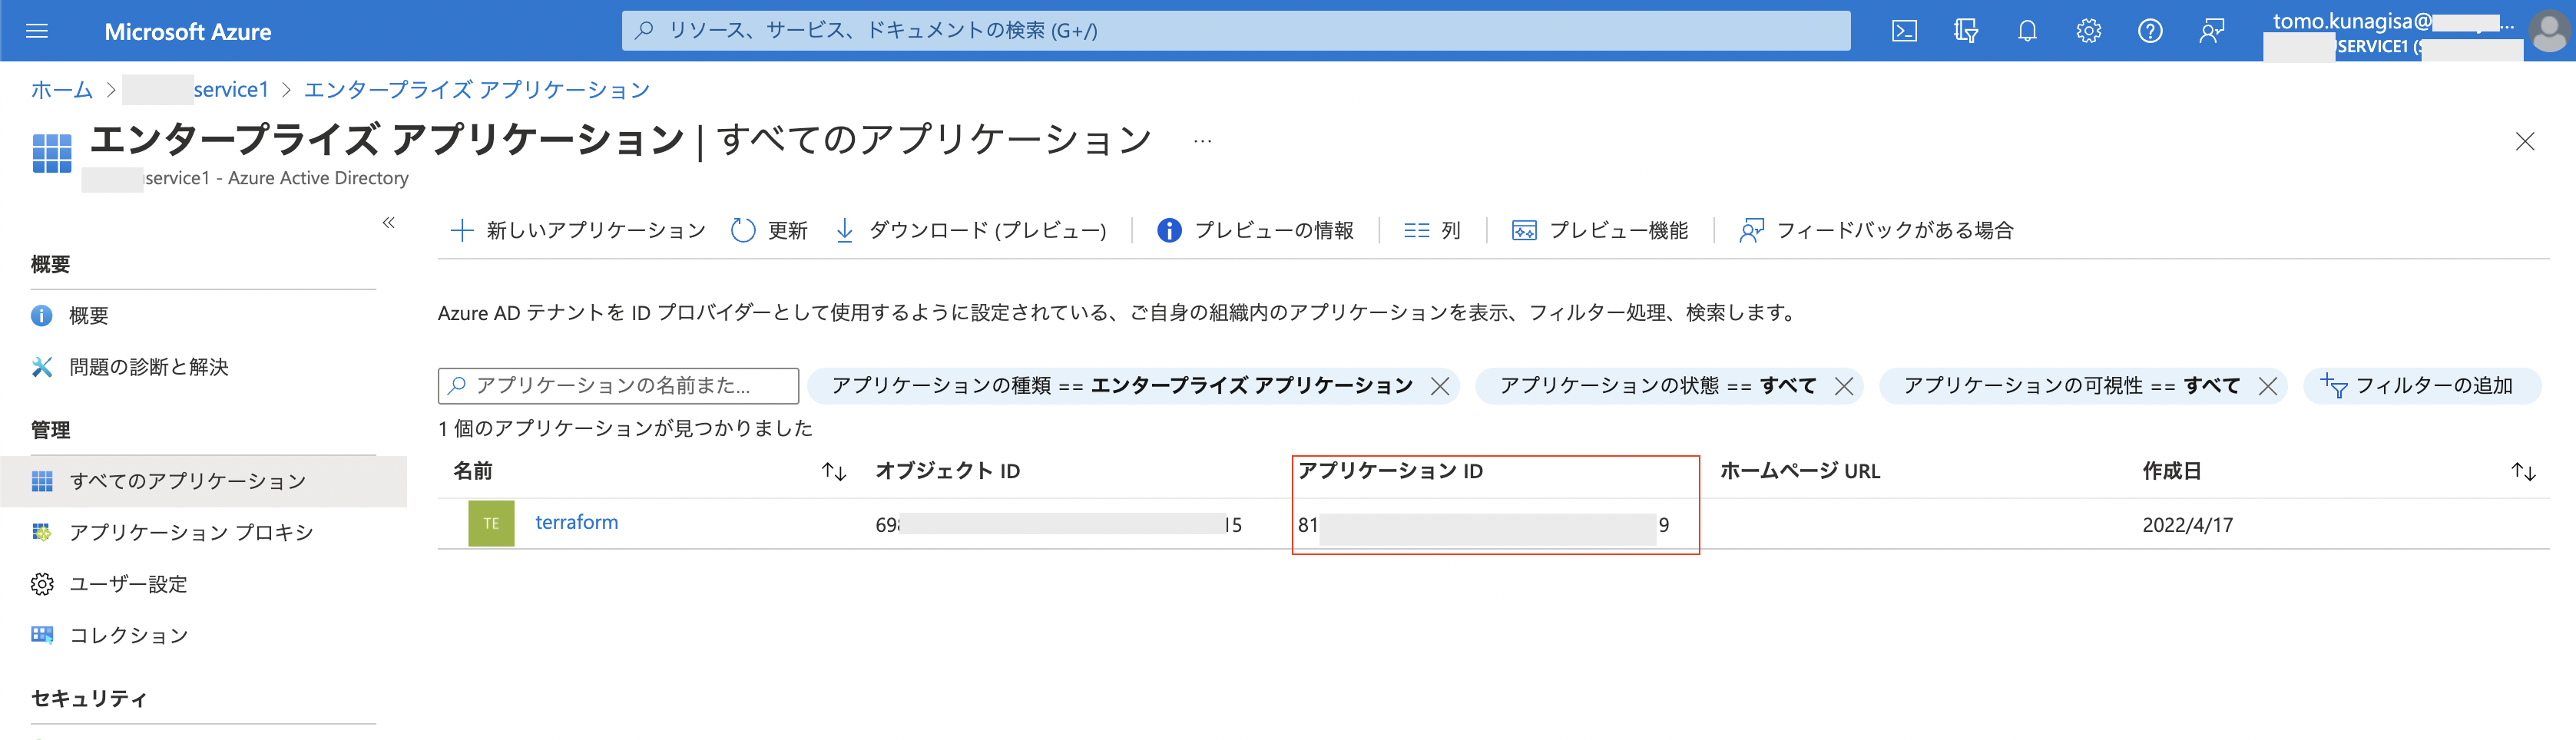 Microsoft Azure
リソース、サービス、ドキュメントの検索 (G+/)
tomo.kunagisa@ ...
SERVICE1 (
ホーム > service1 > エンタープライズ アプリケーション
エンタープライズ アプリケーション | すべてのアプリケーション ...
service1 - Azure Active Directory
«
新しいアプリケーション 更新 ダウンロード (プレビュー) プレビューの情報 列 プレビュー機能 フィードバックがある場合
概要
概要
問題の診断と解決
管理
すべてのアプリケーション
アプリケーション プロキシ
ユーザー設定
コレクション
セキュリティ
Azure AD テナントを ID プロバイダーとして使用するように設定されている、ご自身の組織内のアプリケーションを表示、フィルター処理、検索します。
アプリケーションの名前また... アプリケーションの種類 == エンタープライズ アプリケーション アプリケーションの状態 == すべて アプリケーションの可視性 == すべて フィルターの追加
1 個のアプリケーションが見つかりました
名前 オブジェクト ID アプリケーション ID ホームページ URL 作成日
TE terraform 698 15 81 9 2022/4/17